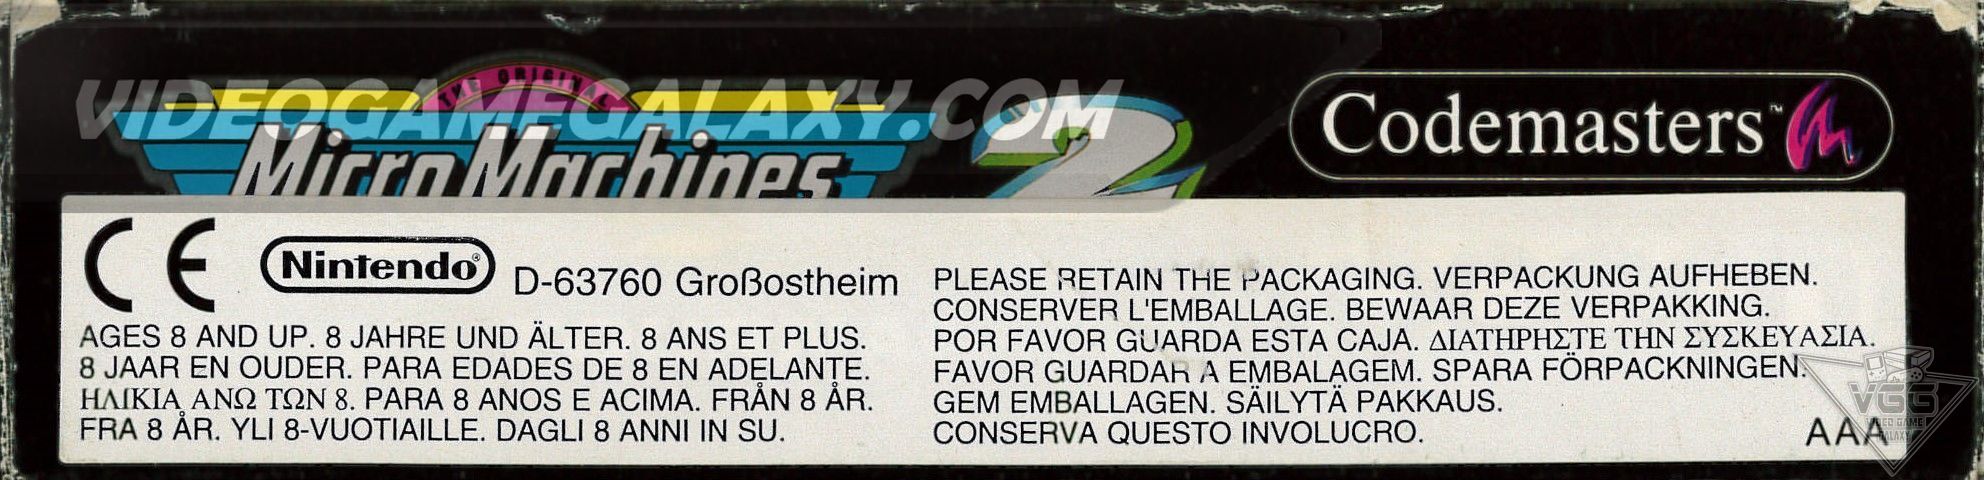 VIDEOGAMEGALAXY.COM
THE ORIGINAL
Micro Machines 2
Codemasters™
CE Nintendo® D-63760 Großostheim
AGES 8 AND UP. 8 JAHRE UND ÄLTER. 8 ANS ET PLUS.
8 JAAR EN OUDER. PARA EDADES DE 8 EN ADELANTE.
ΗΛΙΚΙΑ ΑΝΩ ΤΩΝ 8. PARA 8 ANOS E ACIMA. FRÅN 8 ÅR.
FRA 8 ÅR. YLI 8-VUOTIAILLE. DAGLI 8 ANNI IN SU.
PLEASE RETAIN THE PACKAGING. VERPACKUNG AUFHEBEN.
CONSERVER L'EMBALLAGE. BEWAAR DEZE VERPAKKING.
POR FAVOR GUARDA ESTA CAJA. ΔΙΑΤΗΡΗΣΤΕ ΤΗΝ ΣΥΣΚΕΥΑΣΙΑ.
FAVOR GUARDAR A EMBALAGEM. SPARA FÖRPACKNINGEN.
GEM EMBALLAGEN. SÄILYTÄ PAKKAUS.
CONSERVA QUESTO INVOLUCRO.
AAA
VGG
VIDEO GAME
GALAXY